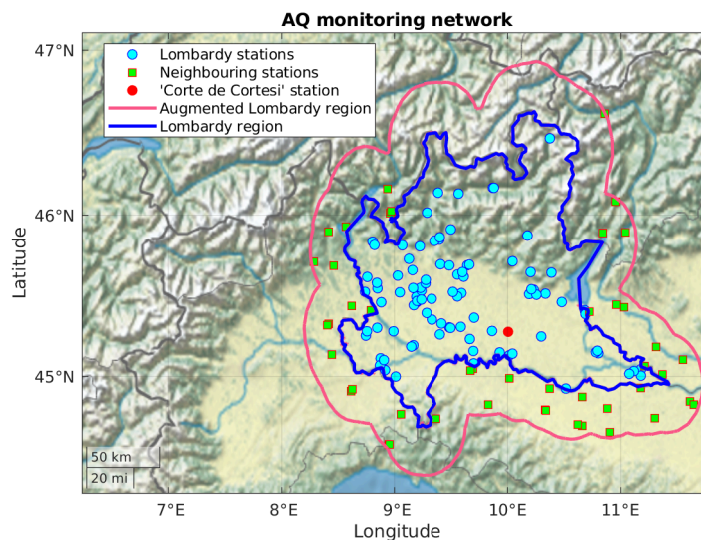 AQ monitoring network
47°N
46°N
45°N
Latitude
Lombardy stations
Neighbouring stations
'Corte de Cortesi' station
Augmented Lombardy region
Lombardy region
50 km
20 mi
7°E 8°E 9°E 10°E 11°E
Longitude